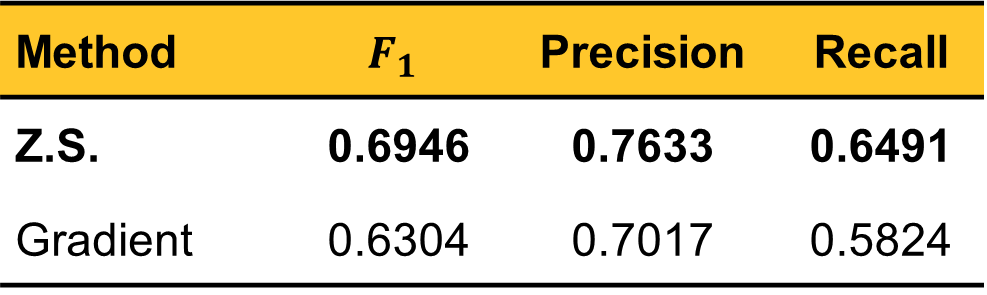 Method F₁ Precision Recall
Z.S. 0.6946 0.7633 0.6491
Gradient 0.6304 0.7017 0.5824